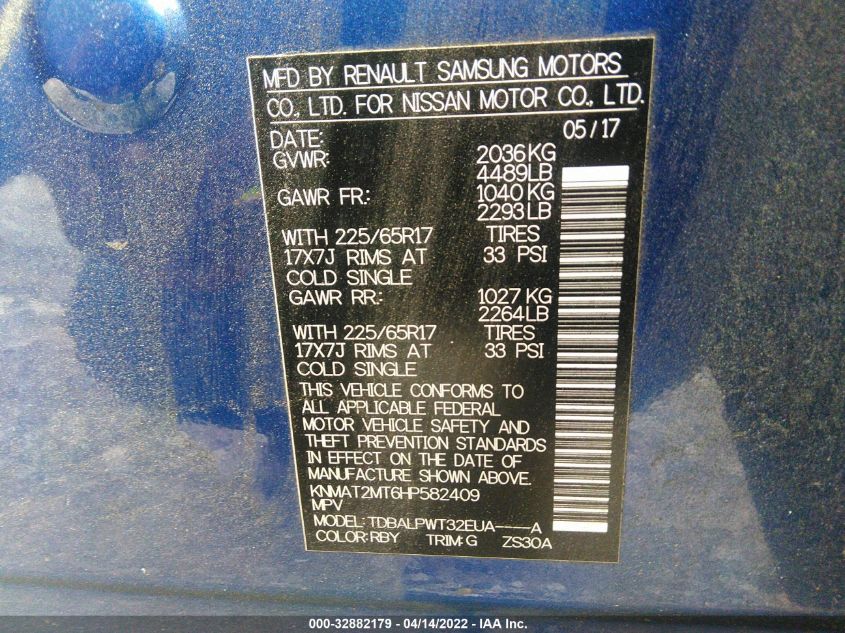 MFD BY RENAULT SAMSUNG MOTORS
CO., LTD. FOR NISSAN MOTOR CO., LTD.
DATE: 05/17
GVWR: 2036KG
4489LB
GAWR FR.: 1040KG
2293LB
WITH 225/65R17 TIRES
17X7J RIMS AT 33 PSI
COLD SINGLE
GAWR RR.: 1027KG
2264LB
WITH 225/65R17 TIRES
17X7J RIMS AT 33 PSI
COLD SINGLE
THIS VEHICLE CONFORMS TO
ALL APPLICABLE FEDERAL
MOTOR VEHICLE SAFETY AND
THEFT PREVENTION STANDARDS
IN EFFECT ON THE DATE OF
MANUFACTURE SHOWN ABOVE.
KNMAT2MT6HP582409
MPV
MODEL: TDBALPWT32EUA----A
COLOR:RBY TRIM:G ZS30A
000-32882179 - 04/14/2022 - IAA Inc.